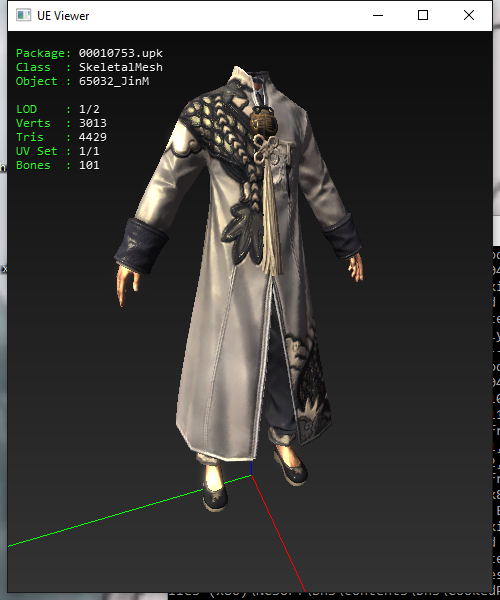 UE Viewer
Package: 00010753.upk
Class : SkeletalMesh
Object : 65032_JinM
LOD : 1/2
Verts : 3013
Tris : 4429
UV Set : 1/1
Bones : 101